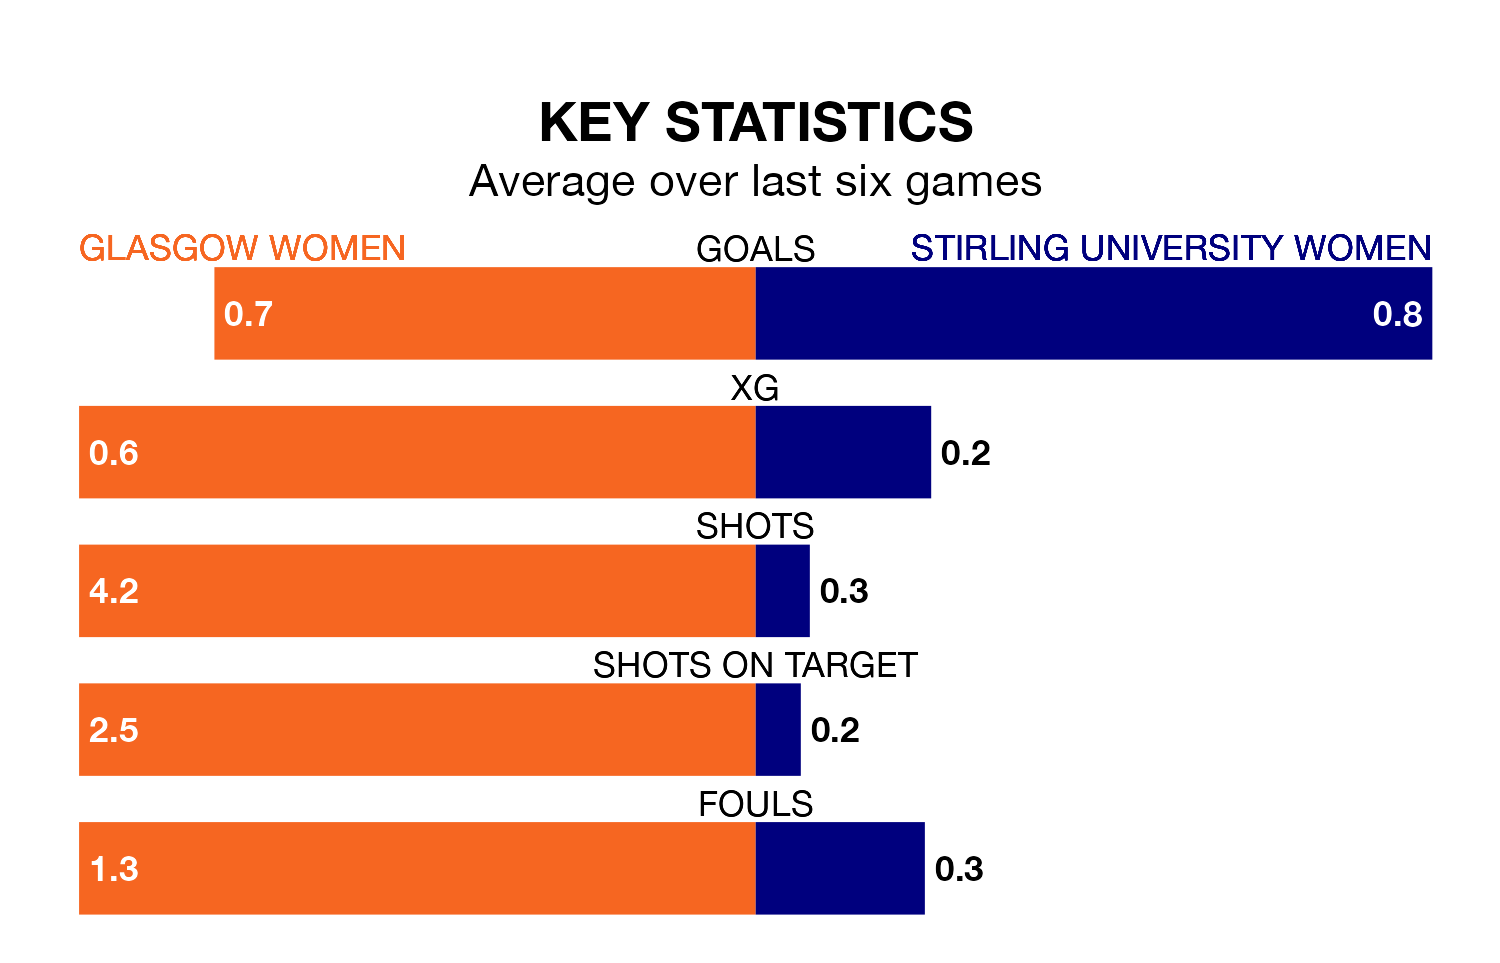 KEY STATISTICS
Average over last six games
GLASGOW WOMEN GOALS STIRLING UNIVERSITY WOMEN
0.7 0.8
XG
0.6 0.2
SHOTS
4.2 0.3
SHOTS ON TARGET
2.5 0.2
FOULS
1.3 0.3